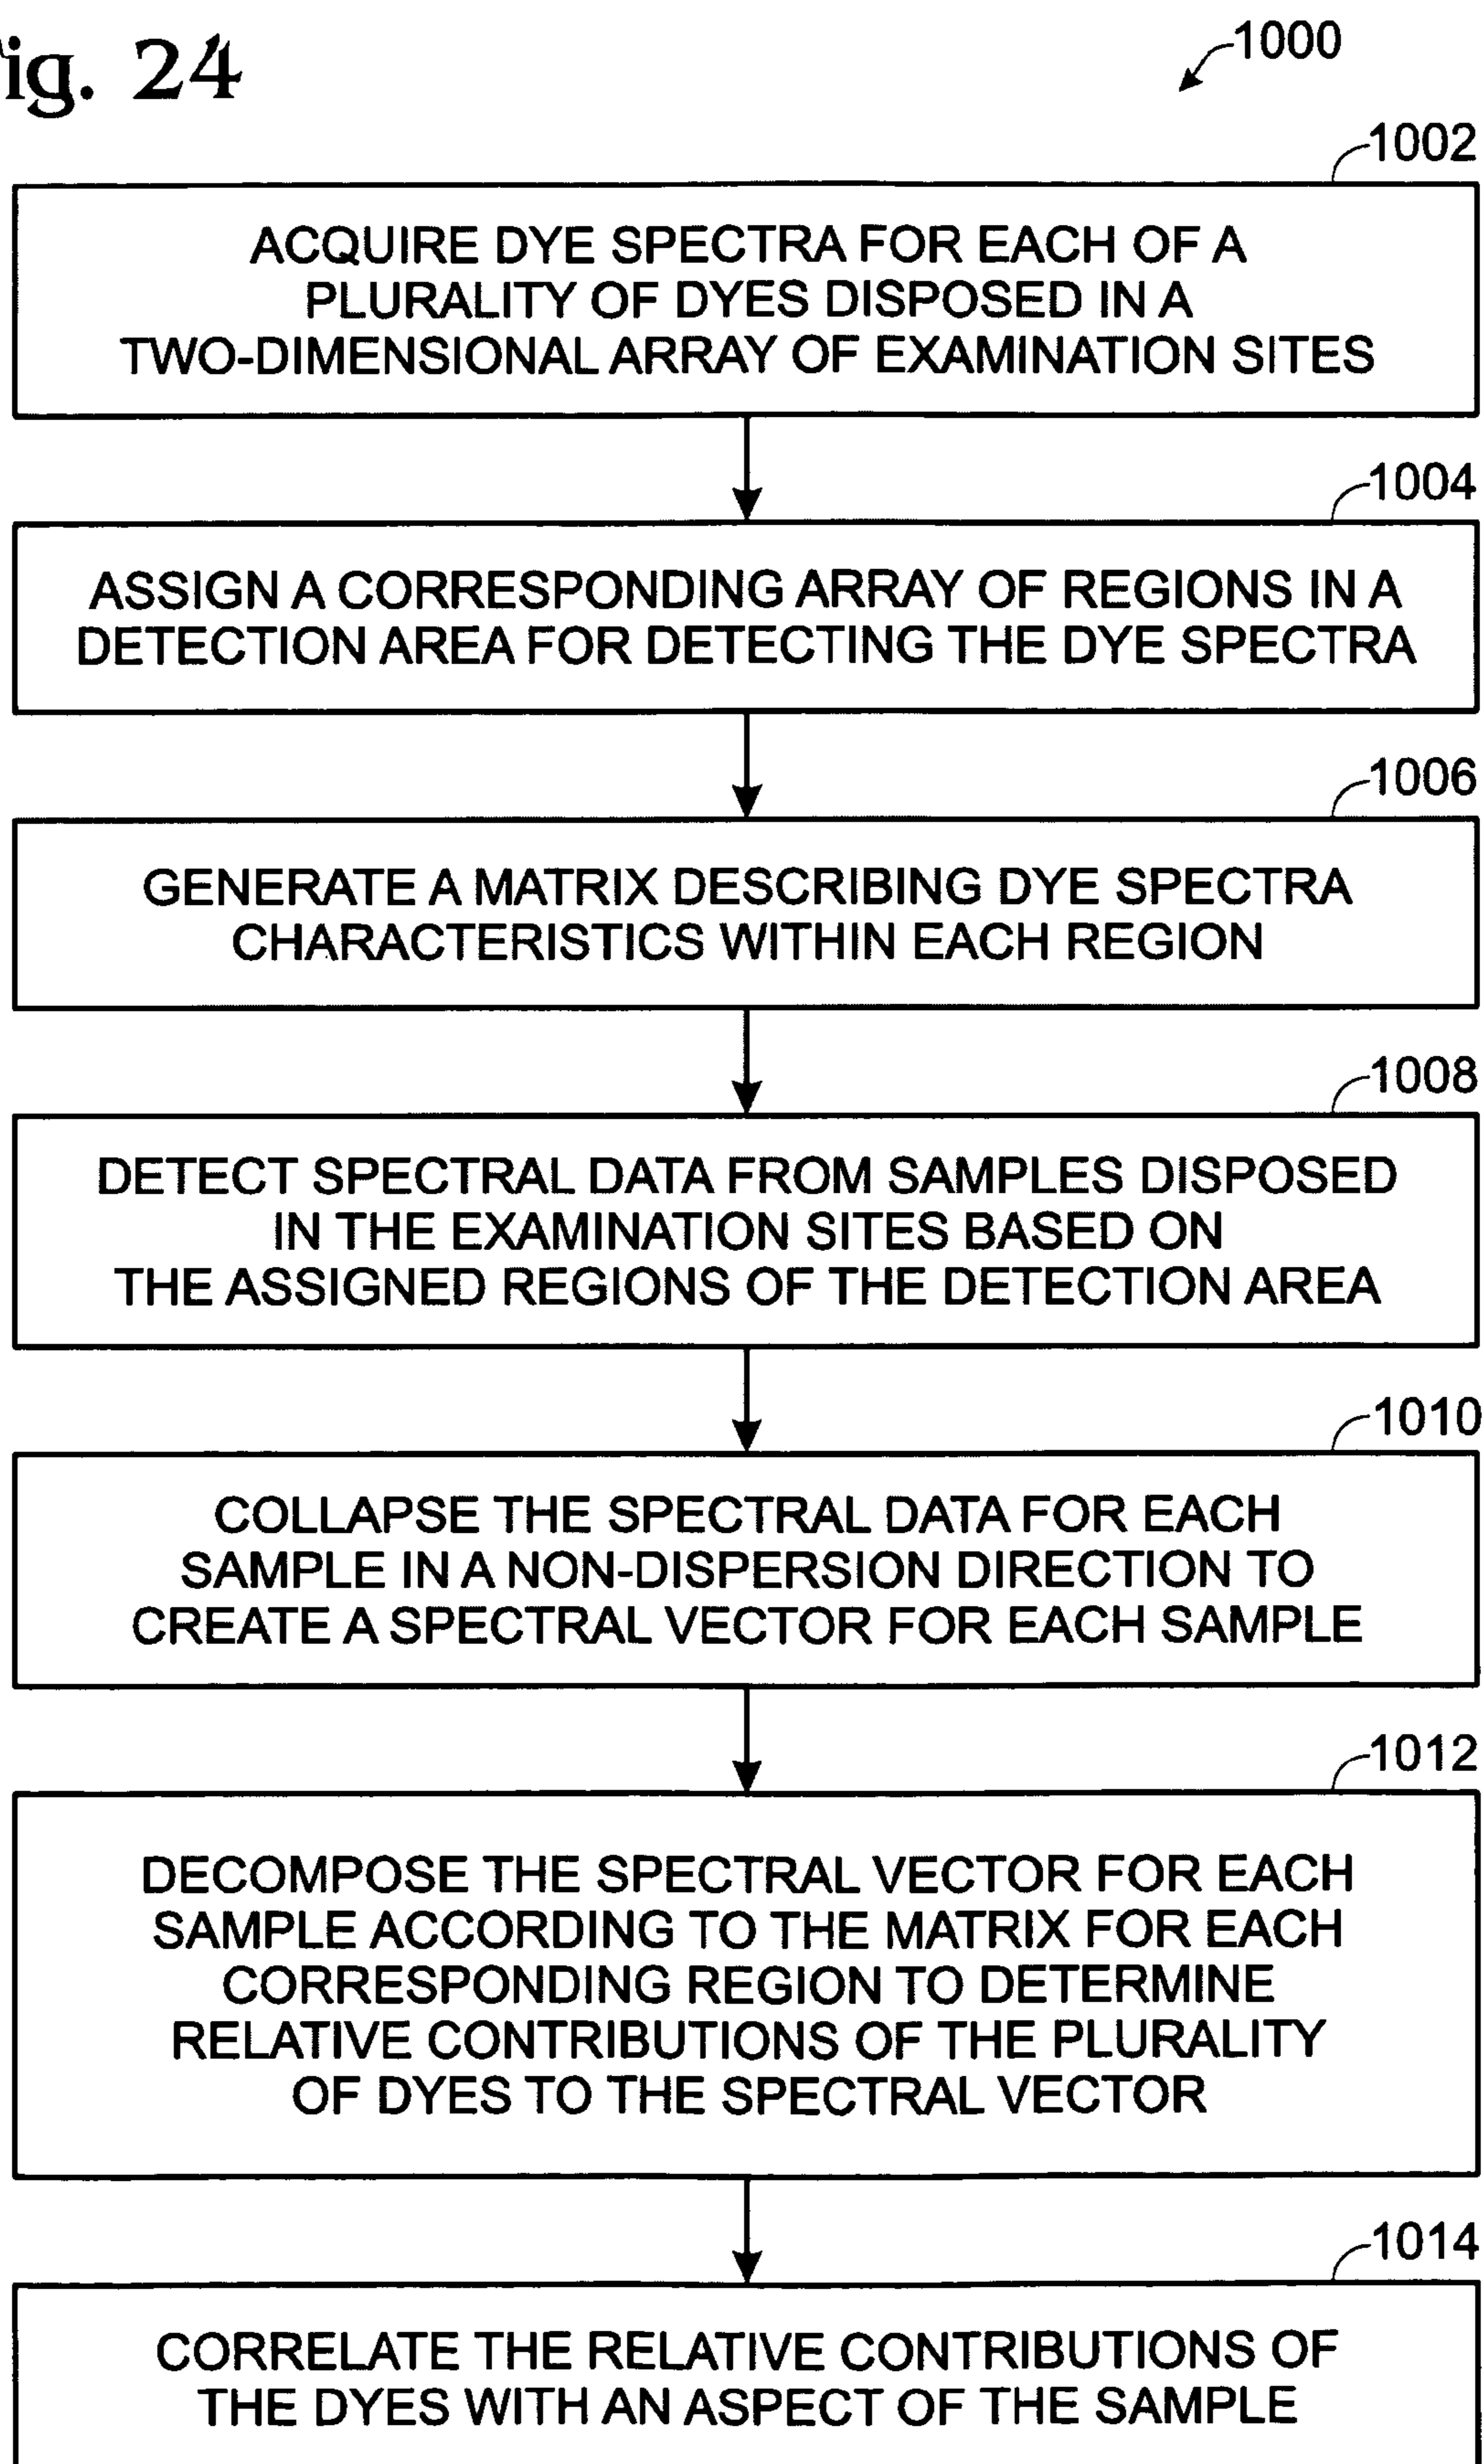 ig. 24
1000
1002
ACQUIRE DYE SPECTRA FOR EACH OF A
PLURALITY OF DYES DISPOSED IN A
TWO-DIMENSIONAL ARRAY OF EXAMINATION SITES
1004
ASSIGN A CORRESPONDING ARRAY OF REGIONS IN A
DETECTION AREA FOR DETECTING THE DYE SPECTRA
1006
GENERATE A MATRIX DESCRIBING DYE SPECTRA
CHARACTERISTICS WITHIN EACH REGION
1008
DETECT SPECTRAL DATA FROM SAMPLES DISPOSED
IN THE EXAMINATION SITES BASED ON
THE ASSIGNED REGIONS OF THE DETECTION AREA
1010
COLLAPSE THE SPECTRAL DATA FOR EACH
SAMPLE IN A NON-DISPERSION DIRECTION TO
CREATE A SPECTRAL VECTOR FOR EACH SAMPLE
1012
DECOMPOSE THE SPECTRAL VECTOR FOR EACH
SAMPLE ACCORDING TO THE MATRIX FOR EACH
CORRESPONDING REGION TO DETERMINE
RELATIVE CONTRIBUTIONS OF THE PLURALITY
OF DYES TO THE SPECTRAL VECTOR
1014
CORRELATE THE RELATIVE CONTRIBUTIONS OF
THE DYES WITH AN ASPECT OF THE SAMPLE